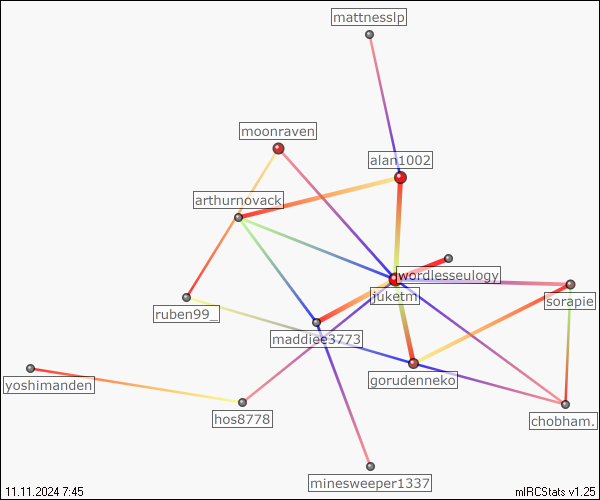 mattnesslp
moonraven
alan1002
arthurnovack
wordlesseulogy
juketm
sorapie
ruben99_
maddiee3773
gorudenneko
yoshimanden
hos8778
chobham.
minesweeper1337
11.11.2024 7:45
mIRCStats v1.25